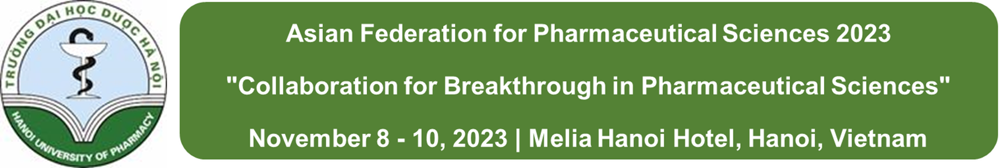 TRƯỜNG ĐẠI HỌC DƯỢC HÀ NỘI
HANOI UNIVERSITY OF PHARMACY
Asian Federation for Pharmaceutical Sciences 2023
"Collaboration for Breakthrough in Pharmaceutical Sciences"
November 8 - 10, 2023 | Melia Hanoi Hotel, Hanoi, Vietnam